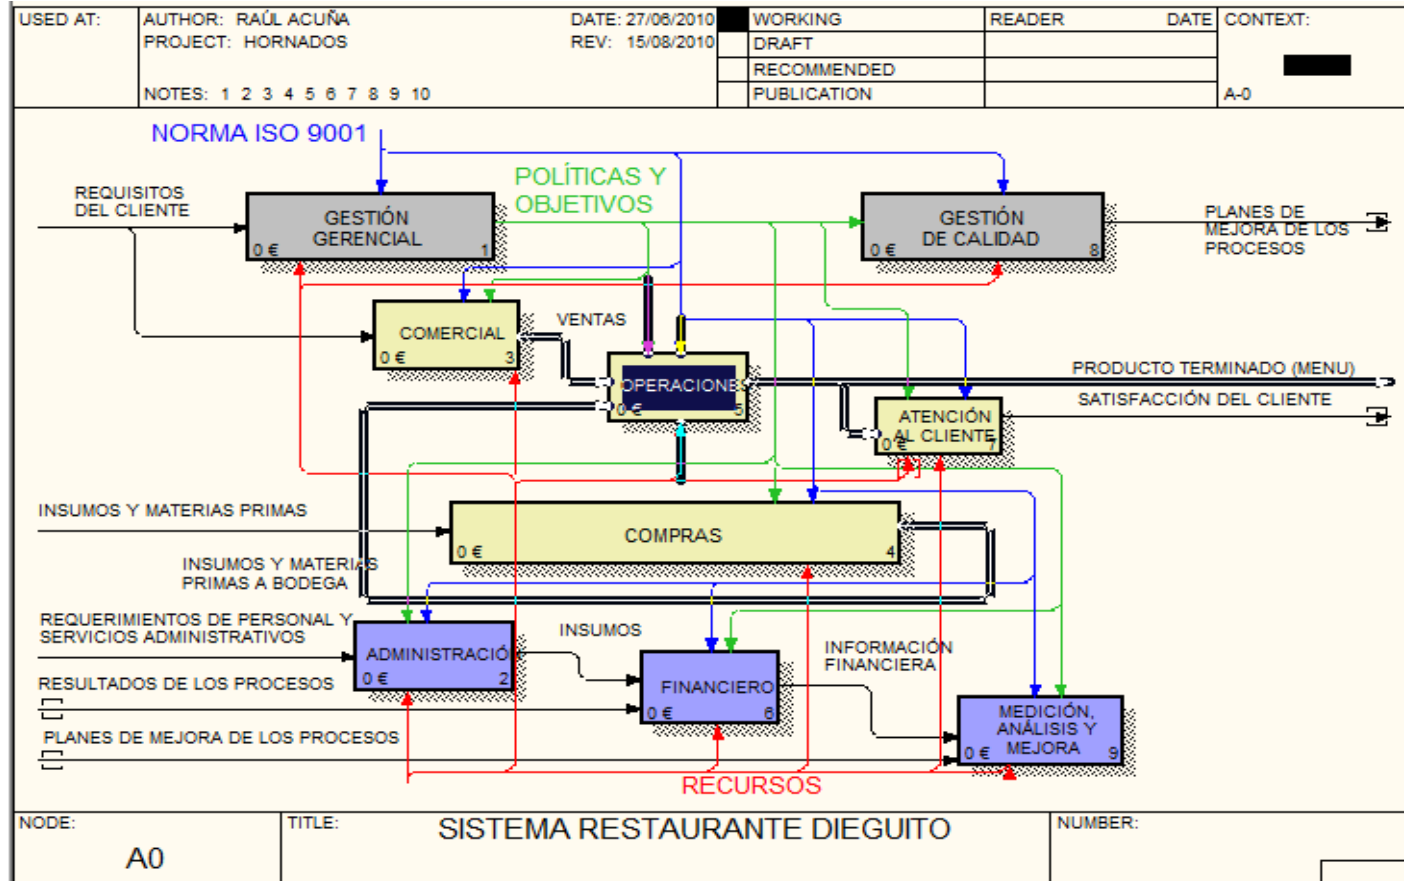 USED AT:
AUTHOR: RAÚL ACUÑA
DATE: 27/06/2010
WORKING
READER
DATE
CONTEXT:
PROJECT: HORNADOS
REV: 15/08/2010
DRAFT
RECOMMENDED
NOTES: 1 2 3 4 5 6 7 8 9 10
PUBLICATION
A-0
NORMA ISO 9001
POLÍTICAS Y
OBJETIVOS
REQUISITOS
DEL CLIENTE
GESTIÓN
GERENCIAL
0 €
1
GESTIÓN
DE CALIDAD
0 €
8
PLANES DE
MEJORA DE LOS
PROCESOS
COMERCIAL
0 €
3
VENTAS
OPERACIONES
0 €
5
PRODUCTO TERMINADO (MENU)
SATISFACCIÓN DEL CLIENTE
ATENCIÓN
AL CLIENTE
0 €
7
INSUMOS Y MATERIAS PRIMAS
COMPRAS
0 €
4
INSUMOS Y MATERIAS
PRIMAS A BODEGA
REQUERIMIENTOS DE PERSONAL Y
SERVICIOS ADMINISTRATIVOS
ADMINISTRACIÓ
0 €
2
INSUMOS
FINANCIERO
0 €
6
INFORMACIÓN
FINANCIERA
RESULTADOS DE LOS PROCESOS
PLANES DE MEJORA DE LOS PROCESOS
MEDICIÓN,
ANÁLISIS Y
MEJORA
0 €
9
RECURSOS
NODE:
A0
TITLE:
SISTEMA RESTAURANTE DIEGUITO
NUMBER: